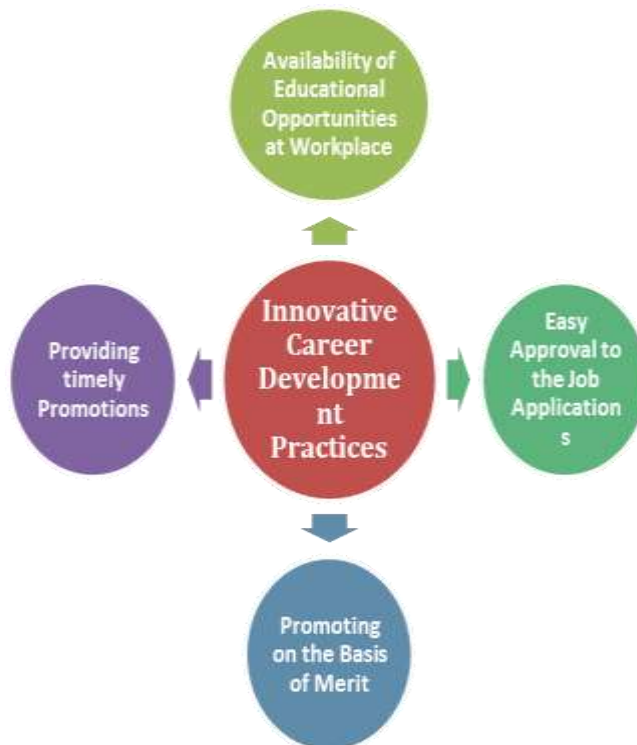 Availability of
Educational
Opportunities
at Workplace
Providing
timely
Promotions
Innovative
Career
Developme
nt
Practices
Easy
Approval to
the Job
Application
s
Promoting
on the Basis
of Merit